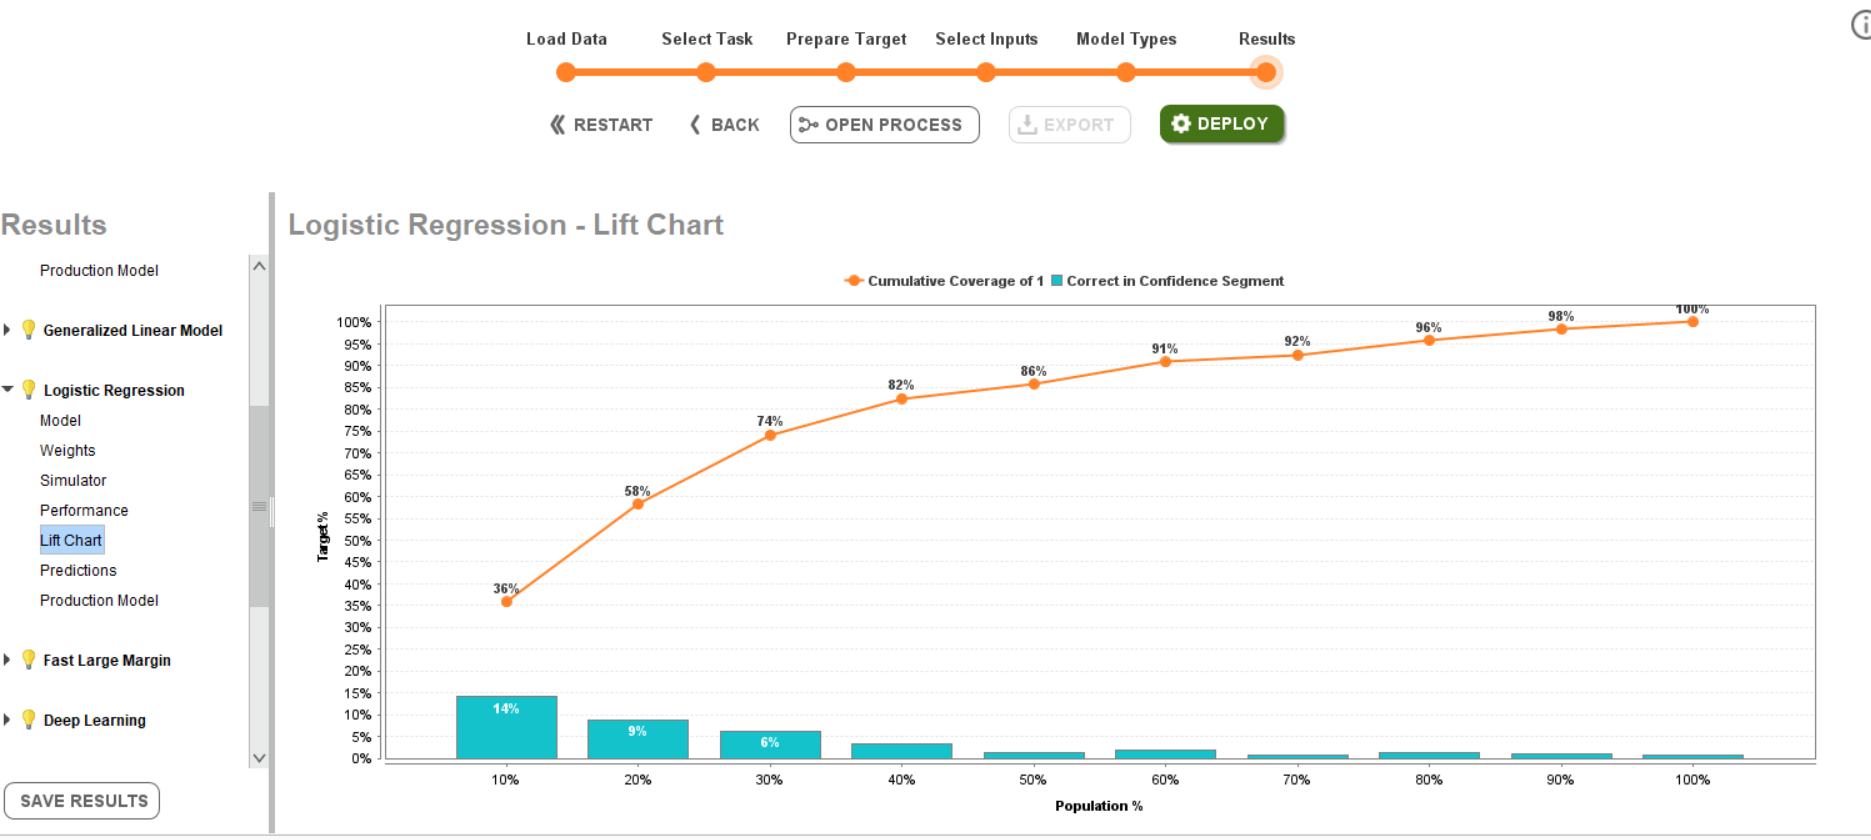 Load Data Select Task Prepare Target Select Inputs Model Types Results
RESTART BACK OPEN PROCESS EXPORT DEPLOY
Results
Production Model
Generalized Linear Model
Logistic Regression
Model
Weights
Simulator
Performance
Lift Chart
Predictions
Production Model
Fast Large Margin
Deep Learning
SAVE RESULTS
Logistic Regression - Lift Chart
Cumulative Coverage of 1 Correct in Confidence Segment
Target %
100%
95%
90%
85%
80%
75%
70%
65%
60%
55%
50%
45%
40%
35%
30%
25%
20%
15%
10%
5%
0%
36%
58%
74%
82%
86%
91%
92%
96%
98%
100%
14%
9%
6%
10% 20% 30% 40% 50% 60% 70% 80% 90% 100%
Population %